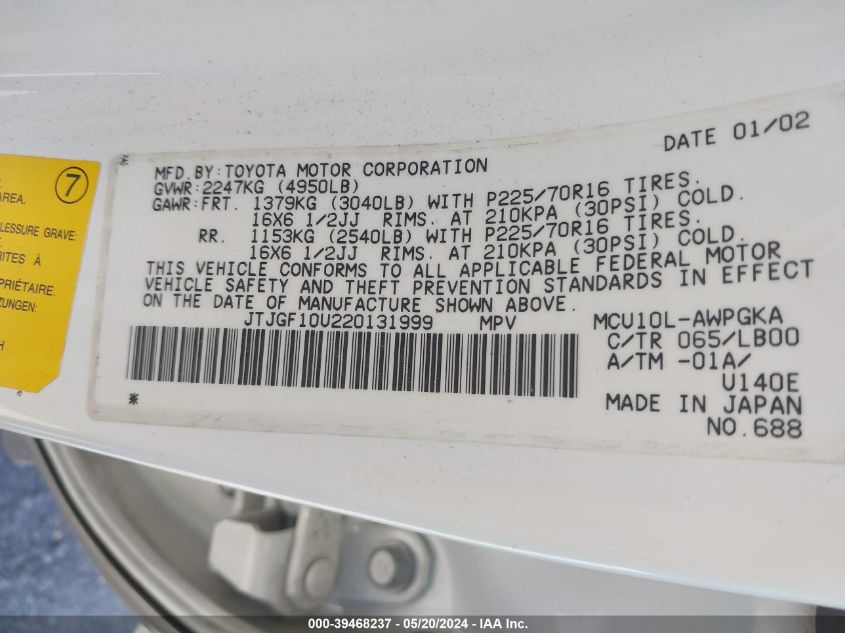 DATE 01/02
MFD.BY:TOYOTA MOTOR CORPORATION
GVWR:2247KG (4950LB)
GAWR:FRT. 1379KG (3040LB) WITH P225/70R16 TIRES.
16X6 1/2JJ RIMS. AT 210KPA (30PSI) COLD.
RR. 1153KG (2540LB) WITH P225/70R16 TIRES.
16X6 1/2JJ RIMS. AT 210KPA (30PSI) COLD.
THIS VEHICLE CONFORMS TO ALL APPLICABLE FEDERAL MOTOR
VEHICLE SAFETY AND THEFT PREVENTION STANDARDS IN EFFECT
ON THE DATE OF MANUFACTURE SHOWN ABOVE.
JTJGF10U220131999 MPV MCU10L-AWPGKA
C/TR 065/LB00
A/TM -01A/
U140E
MADE IN JAPAN
NO.688
7
AREA.
LESSURE GRAVE:
RITES À
PRIÉTAIRE.
ZUNGEN:
H
000-39468237 - 05/20/2024 - IAAI.com